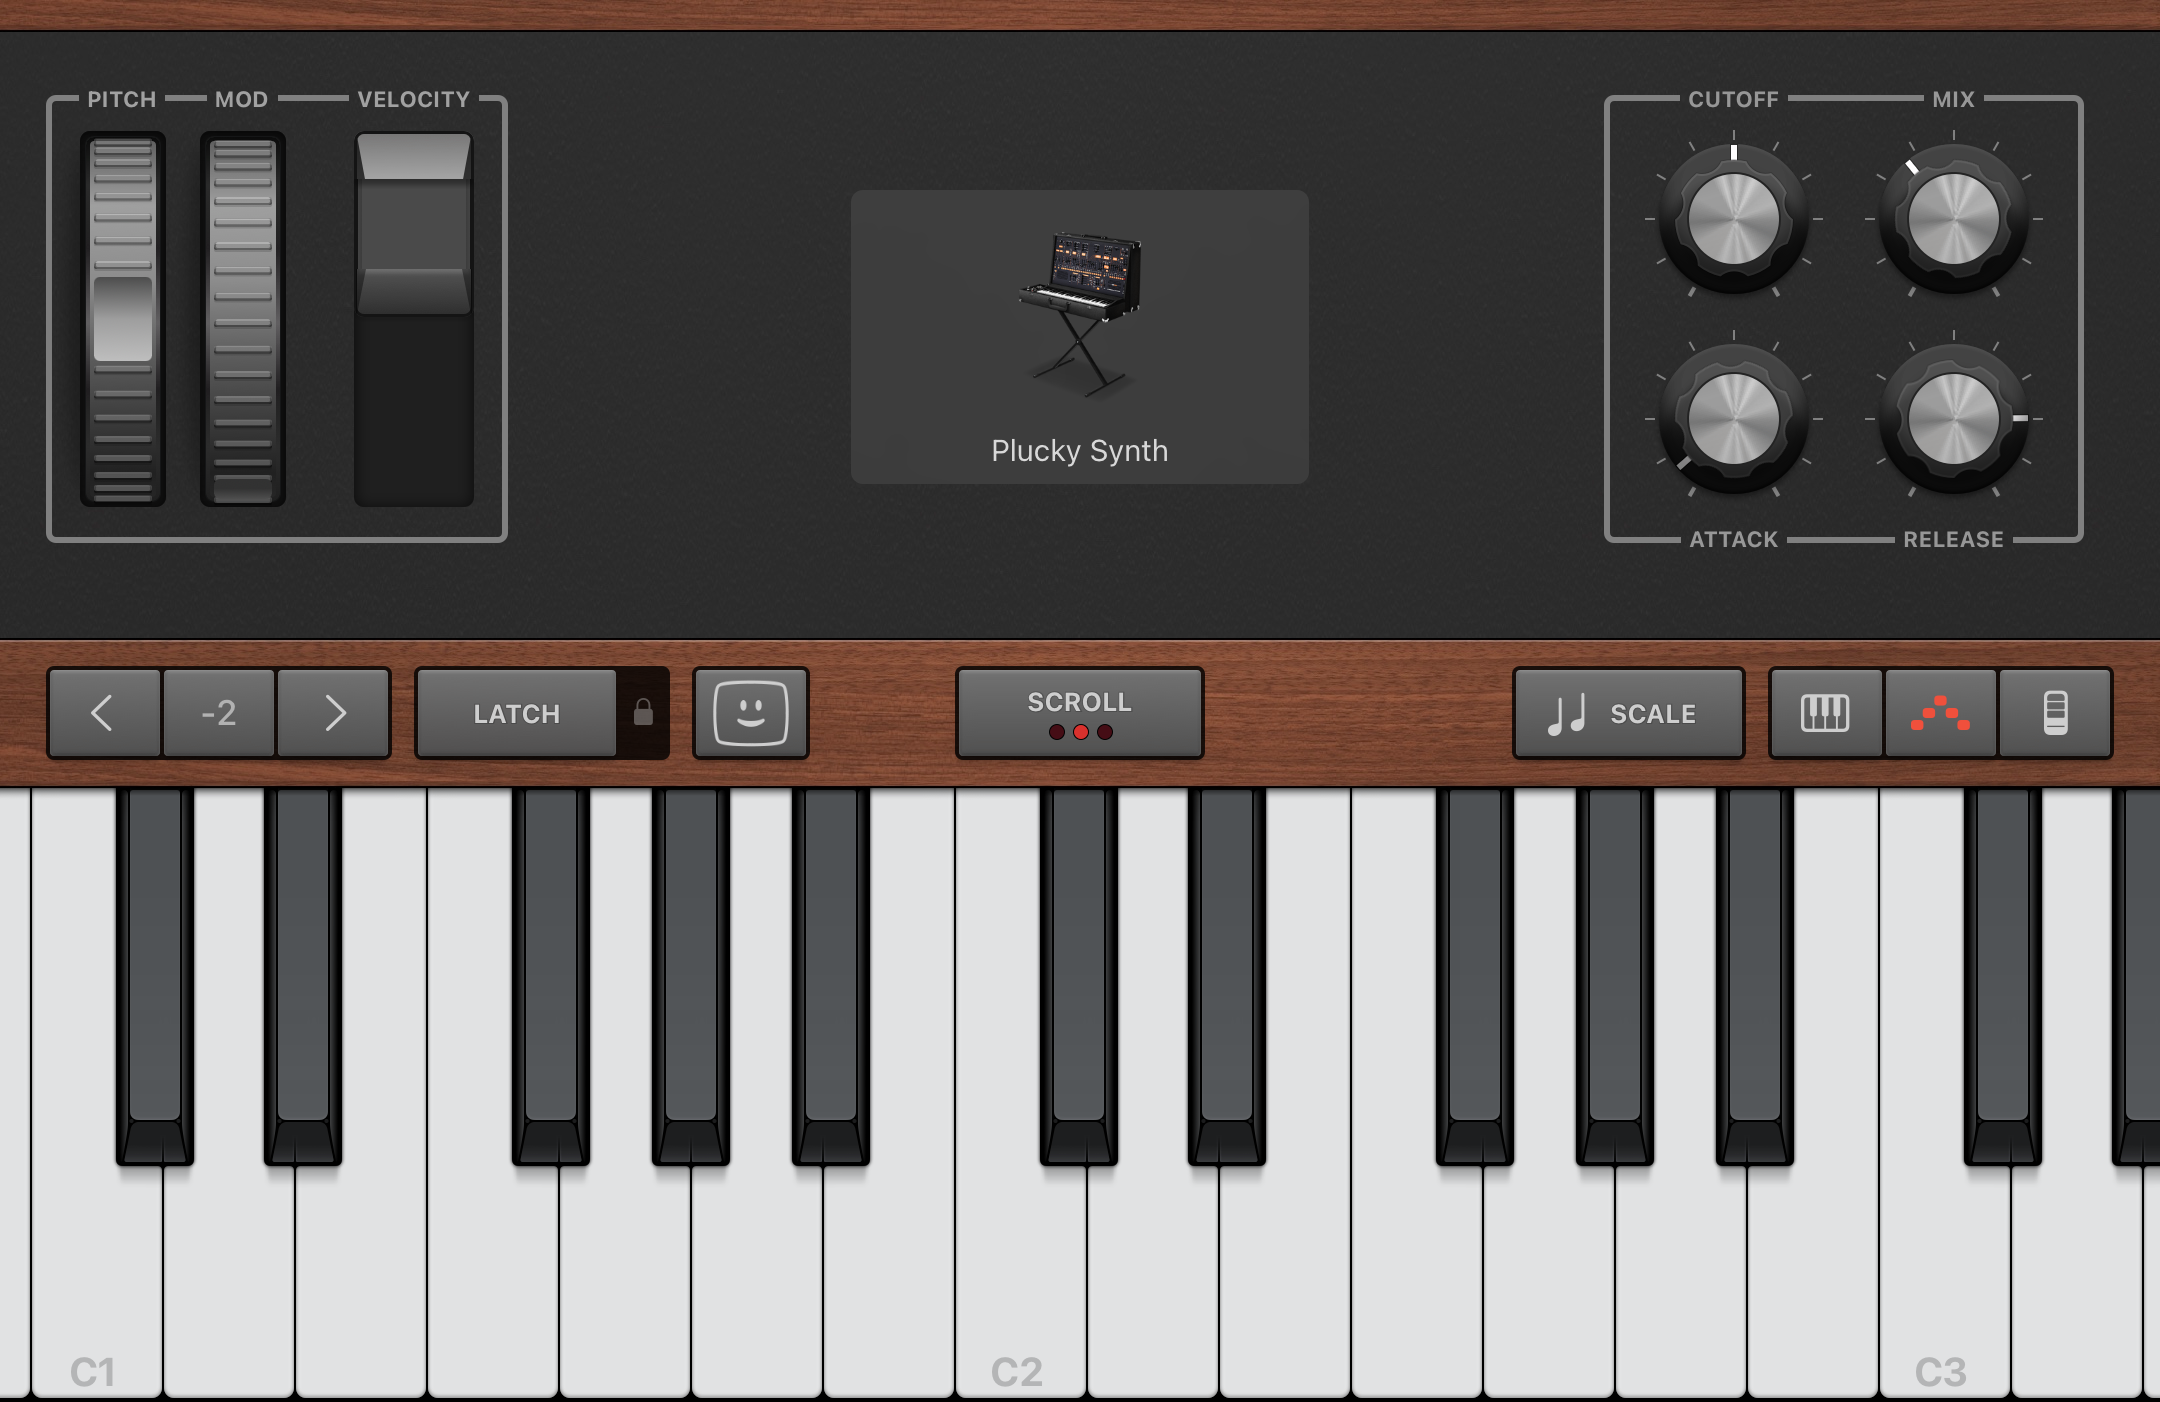 PITCH MOD VELOCITY
CUTOFF MIX
Plucky Synth
ATTACK RELEASE
-2 LATCH SCROLL SCALE
C1 C2 C3